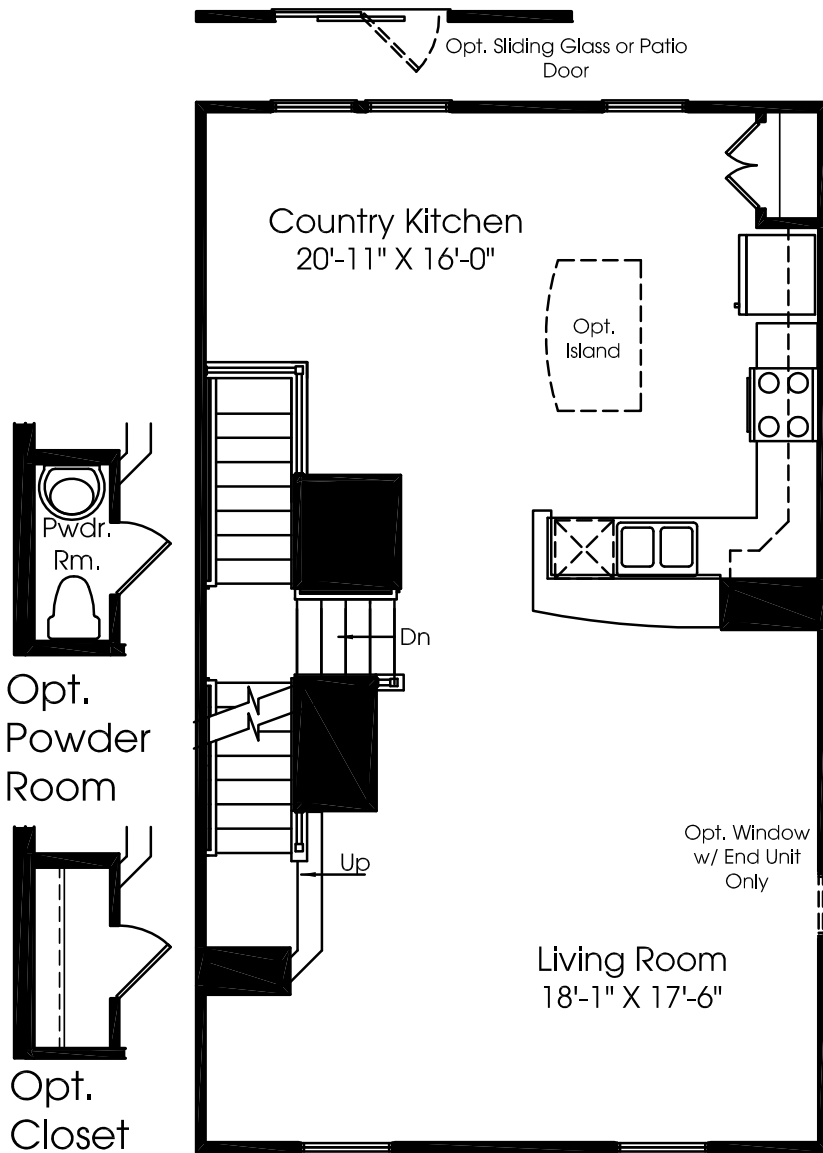 Opt. Sliding Glass or Patio
Door
Country Kitchen
20'-11" X 16'-0"
Opt.
Island
Pwdr.
Rm.
Opt.
Powder
Room
Dn
Up
Opt. Window
w/ End Unit
Only
Living Room
18'-1" X 17'-6"
Opt.
Closet